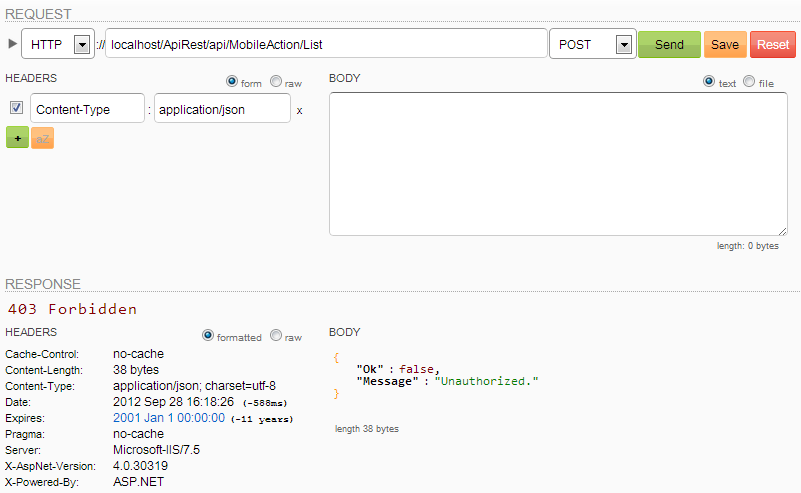 REQUEST
HTTP :// localhost/ApiRest/api/MobileAction/List POST Send Save Reset
HEADERS form raw BODY text file
Content-Type : application/json x
+ aZ
length: 0 bytes
RESPONSE
403 Forbidden
HEADERS formatted raw BODY
Cache-Control: no-cache
Content-Length: 38 bytes
Content-Type: application/json; charset=utf-8
Date: 2012 Sep 28 16:18:26 (-588ms)
Expires: 2001 Jan 1 00:00:00 (-11 years)
Pragma: no-cache
Server: Microsoft-IIS/7.5
X-AspNet-Version: 4.0.30319
X-Powered-By: ASP.NET
{
"Ok" : false,
"Message" : "Unauthorized."
}
length 38 bytes